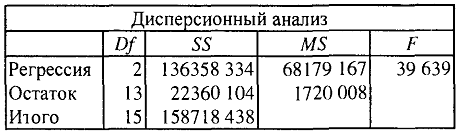 Дисперсионный анализ
Df SS MS F
Регрессия 2 136358 334 68179 167 39 639
Остаток 13 22360 104 1720 008
Итого 15 158718 438